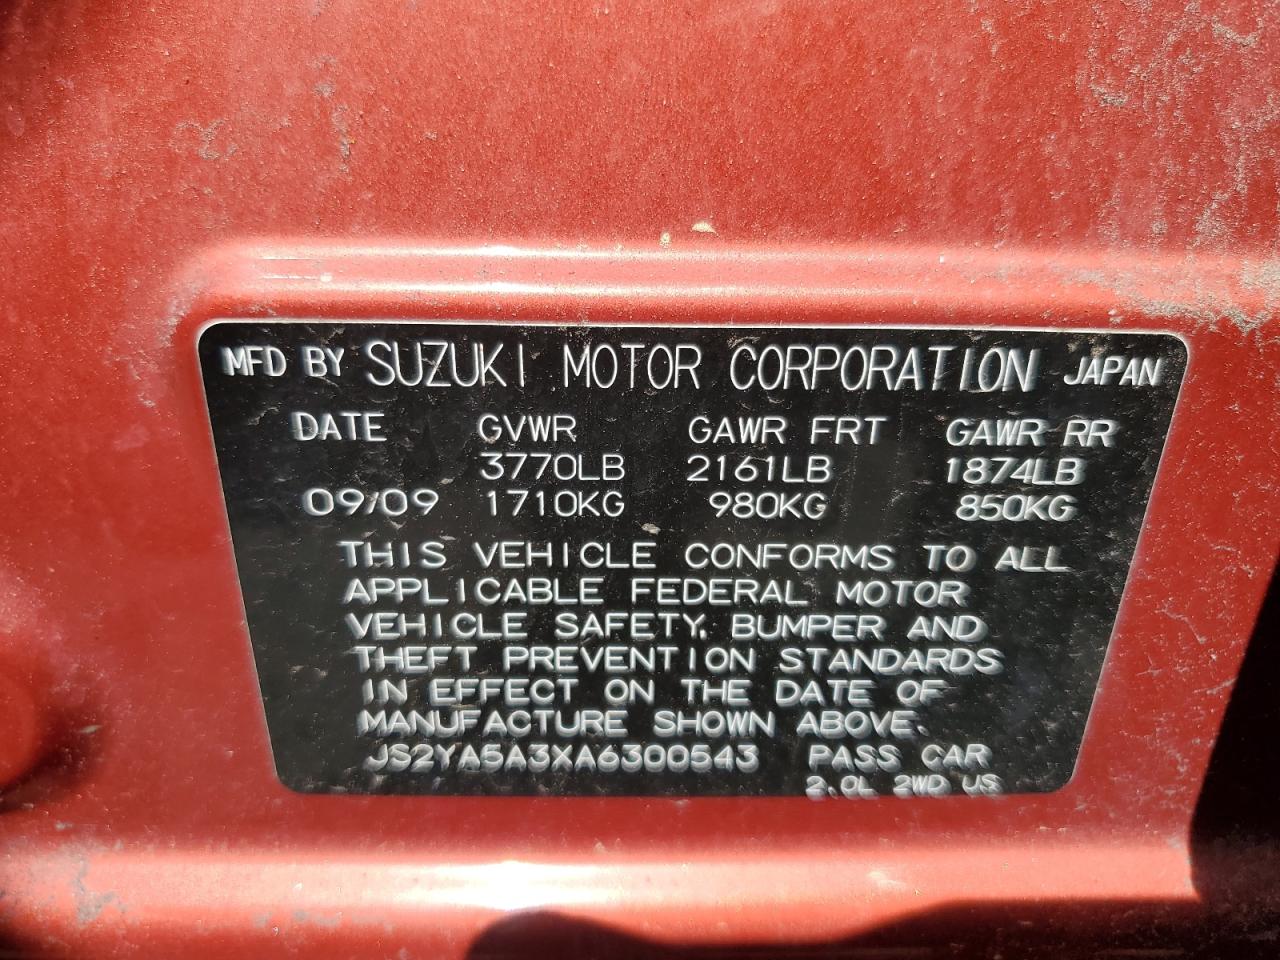 MFD BY SUZUKI MOTOR CORPORATION JAPAN
DATE GVWR GAWR FRT GAWR RR
3770LB 2161LB 1874LB
09/09 1710KG 980KG 850KG
THIS VEHICLE CONFORMS TO ALL
APPLICABLE FEDERAL MOTOR
VEHICLE SAFETY, BUMPER AND
THEFT PREVENTION STANDARDS
IN EFFECT ON THE DATE OF
MANUFACTURE SHOWN ABOVE.
JS2YA5A3XA6300543 PASS CAR
2.0L 2WD US